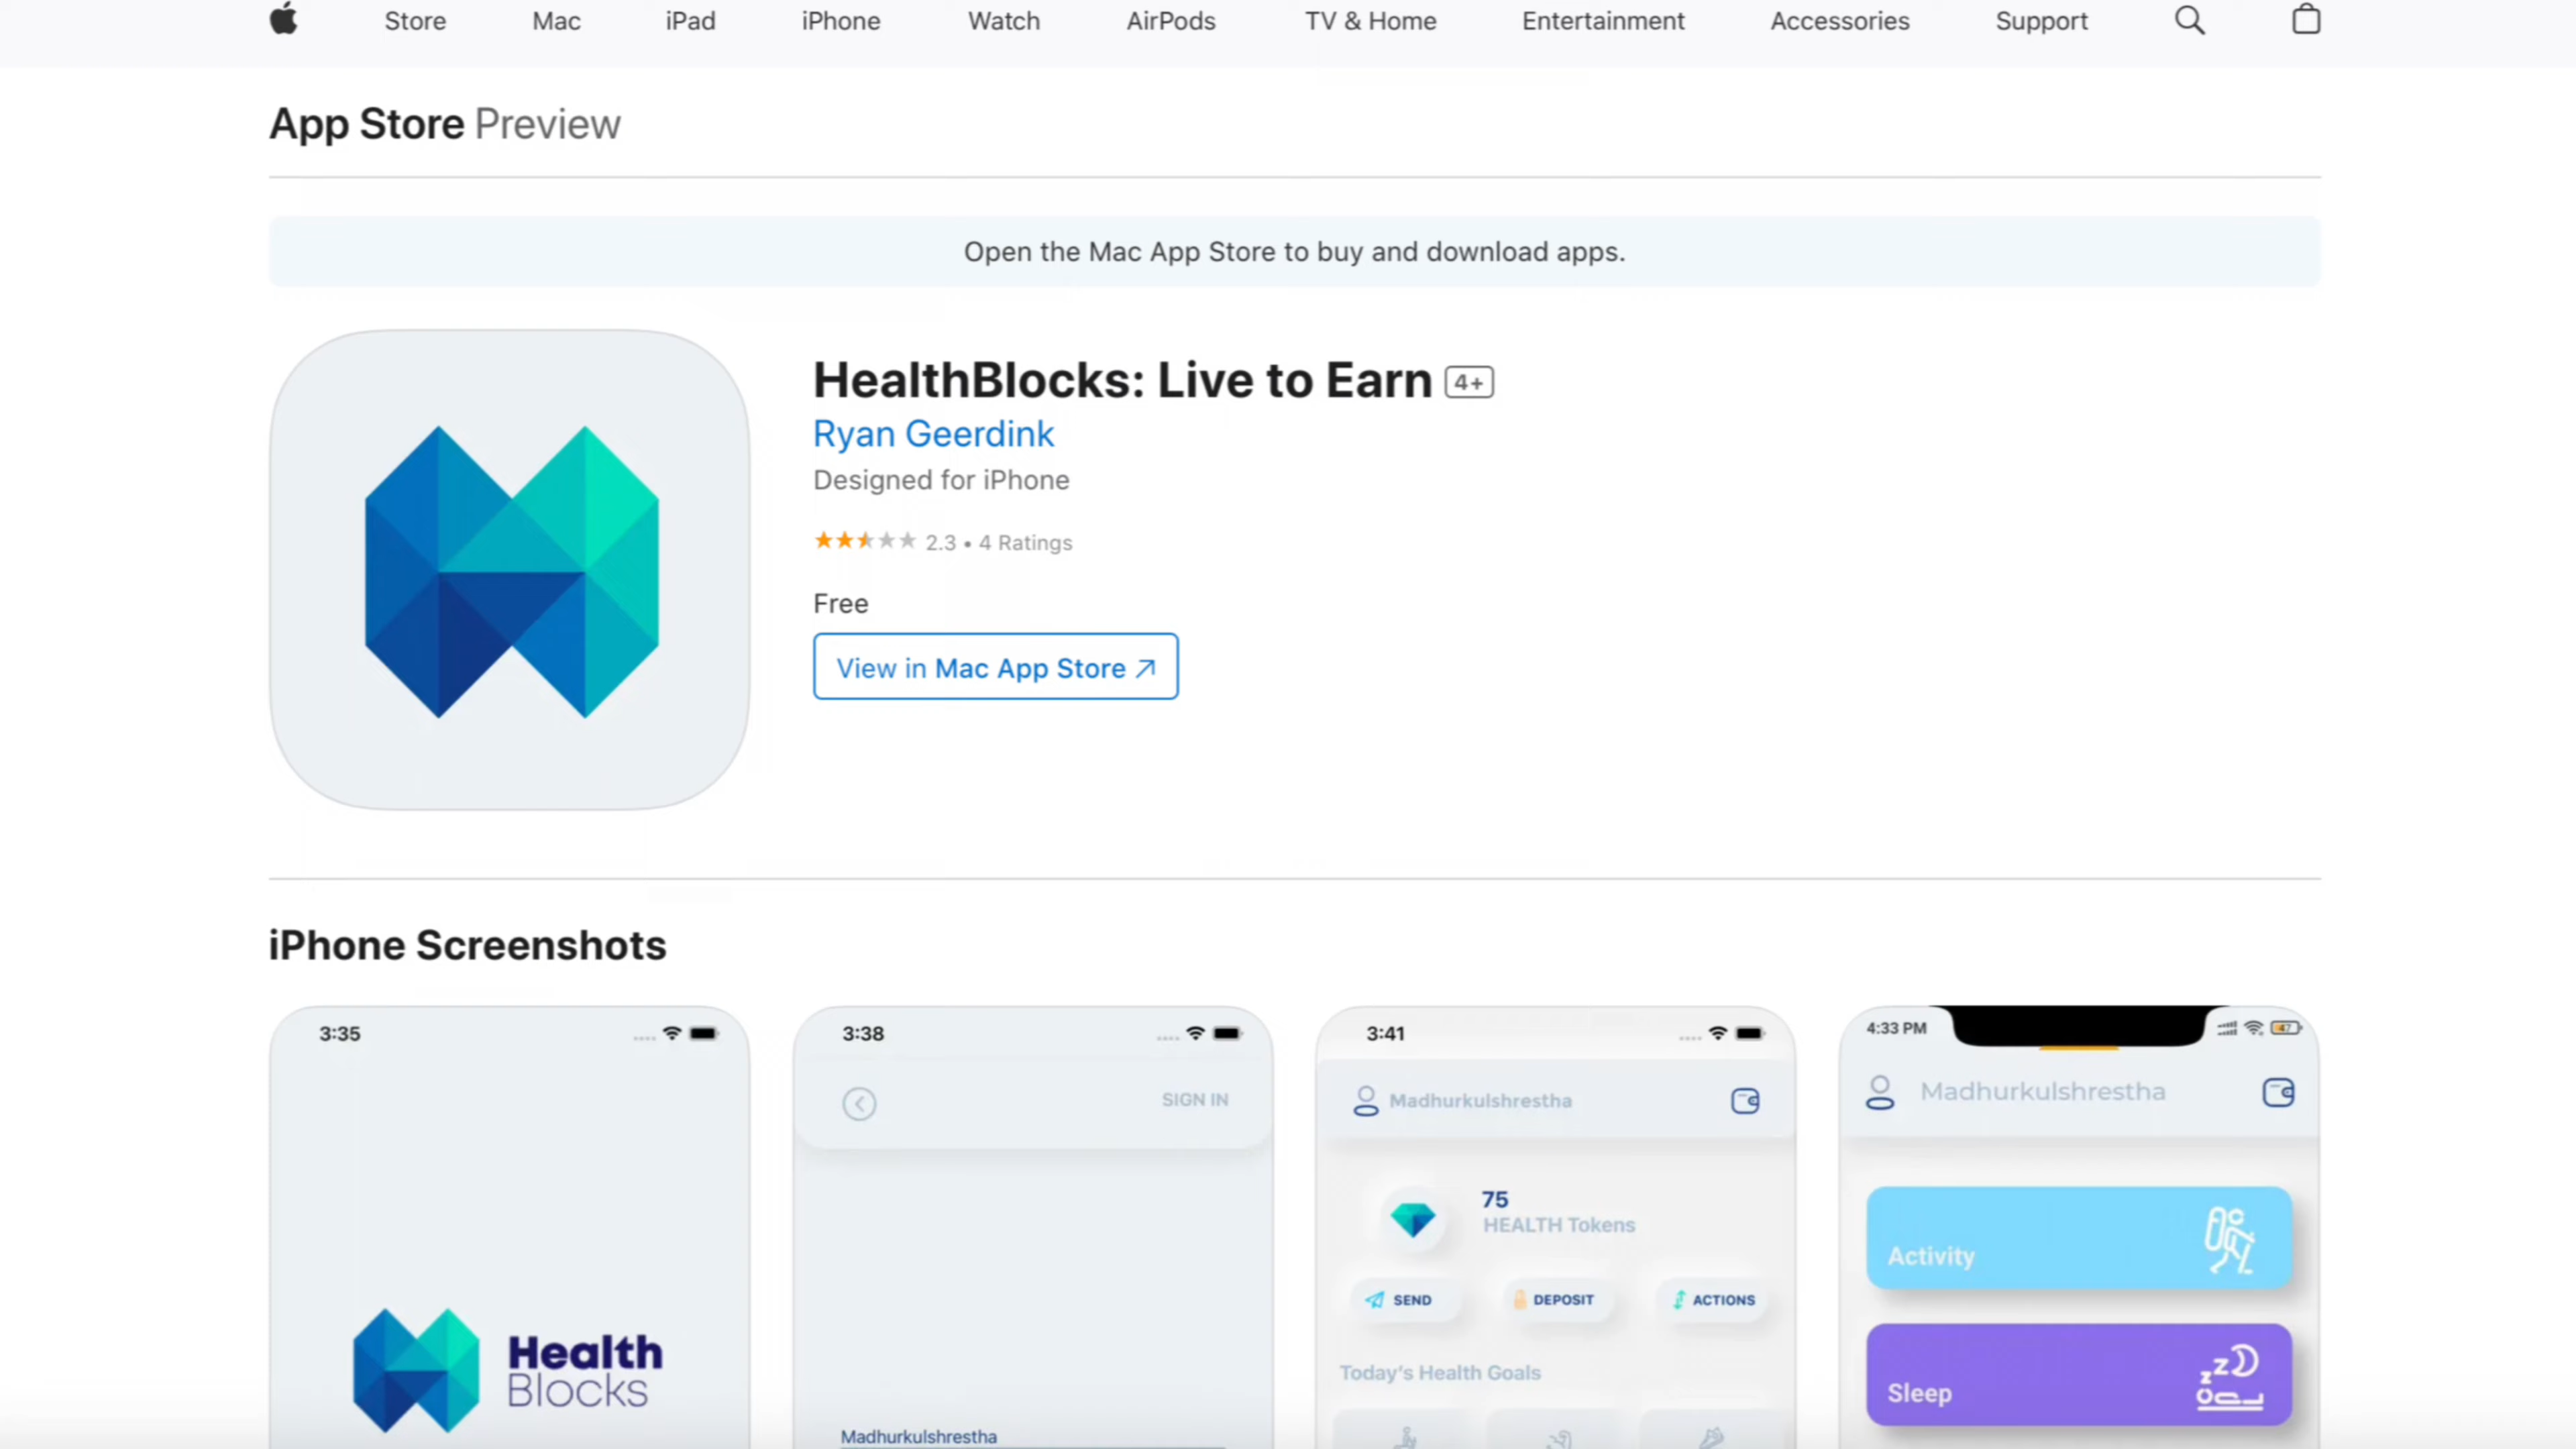 Store Mac iPad iPhone Watch AirPods TV & Home Entertainment Accessories Support
App Store Preview
Open the Mac App Store to buy and download apps.
HealthBlocks: Live to Earn 4+
Ryan Geerdink
Designed for iPhone
2.3 • 4 Ratings
Free
View in Mac App Store
iPhone Screenshots
3:35
Health
Blocks
3:38
SIGN IN
Madhurkulshrestha
3:41
Madhurkulshrestha
75
HEALTH Tokens
SEND DEPOSIT ACTIONS
Today's Health Goals
4:33 PM 47
Madhurkulshrestha
Activity
Sleep